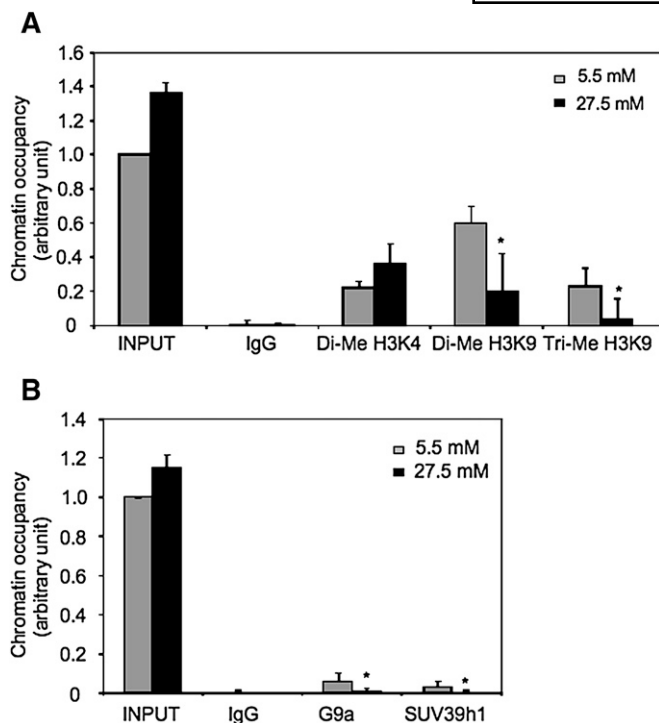 A
1.6
1.4
1.2
1.0
0.8
0.6
0.4
0.2
0
Chromatin occupancy
(arbitrary unit)
5.5 mM
27.5 mM
*
*
INPUT IgG Di-Me H3K4 Di-Me H3K9 Tri-Me H3K9
B
1.4
1.2
1.0
0.8
0.6
0.4
0.2
0
Chromatin occupancy
(arbitrary unit)
5.5 mM
27.5 mM
*
*
INPUT IgG G9a SUV39h1